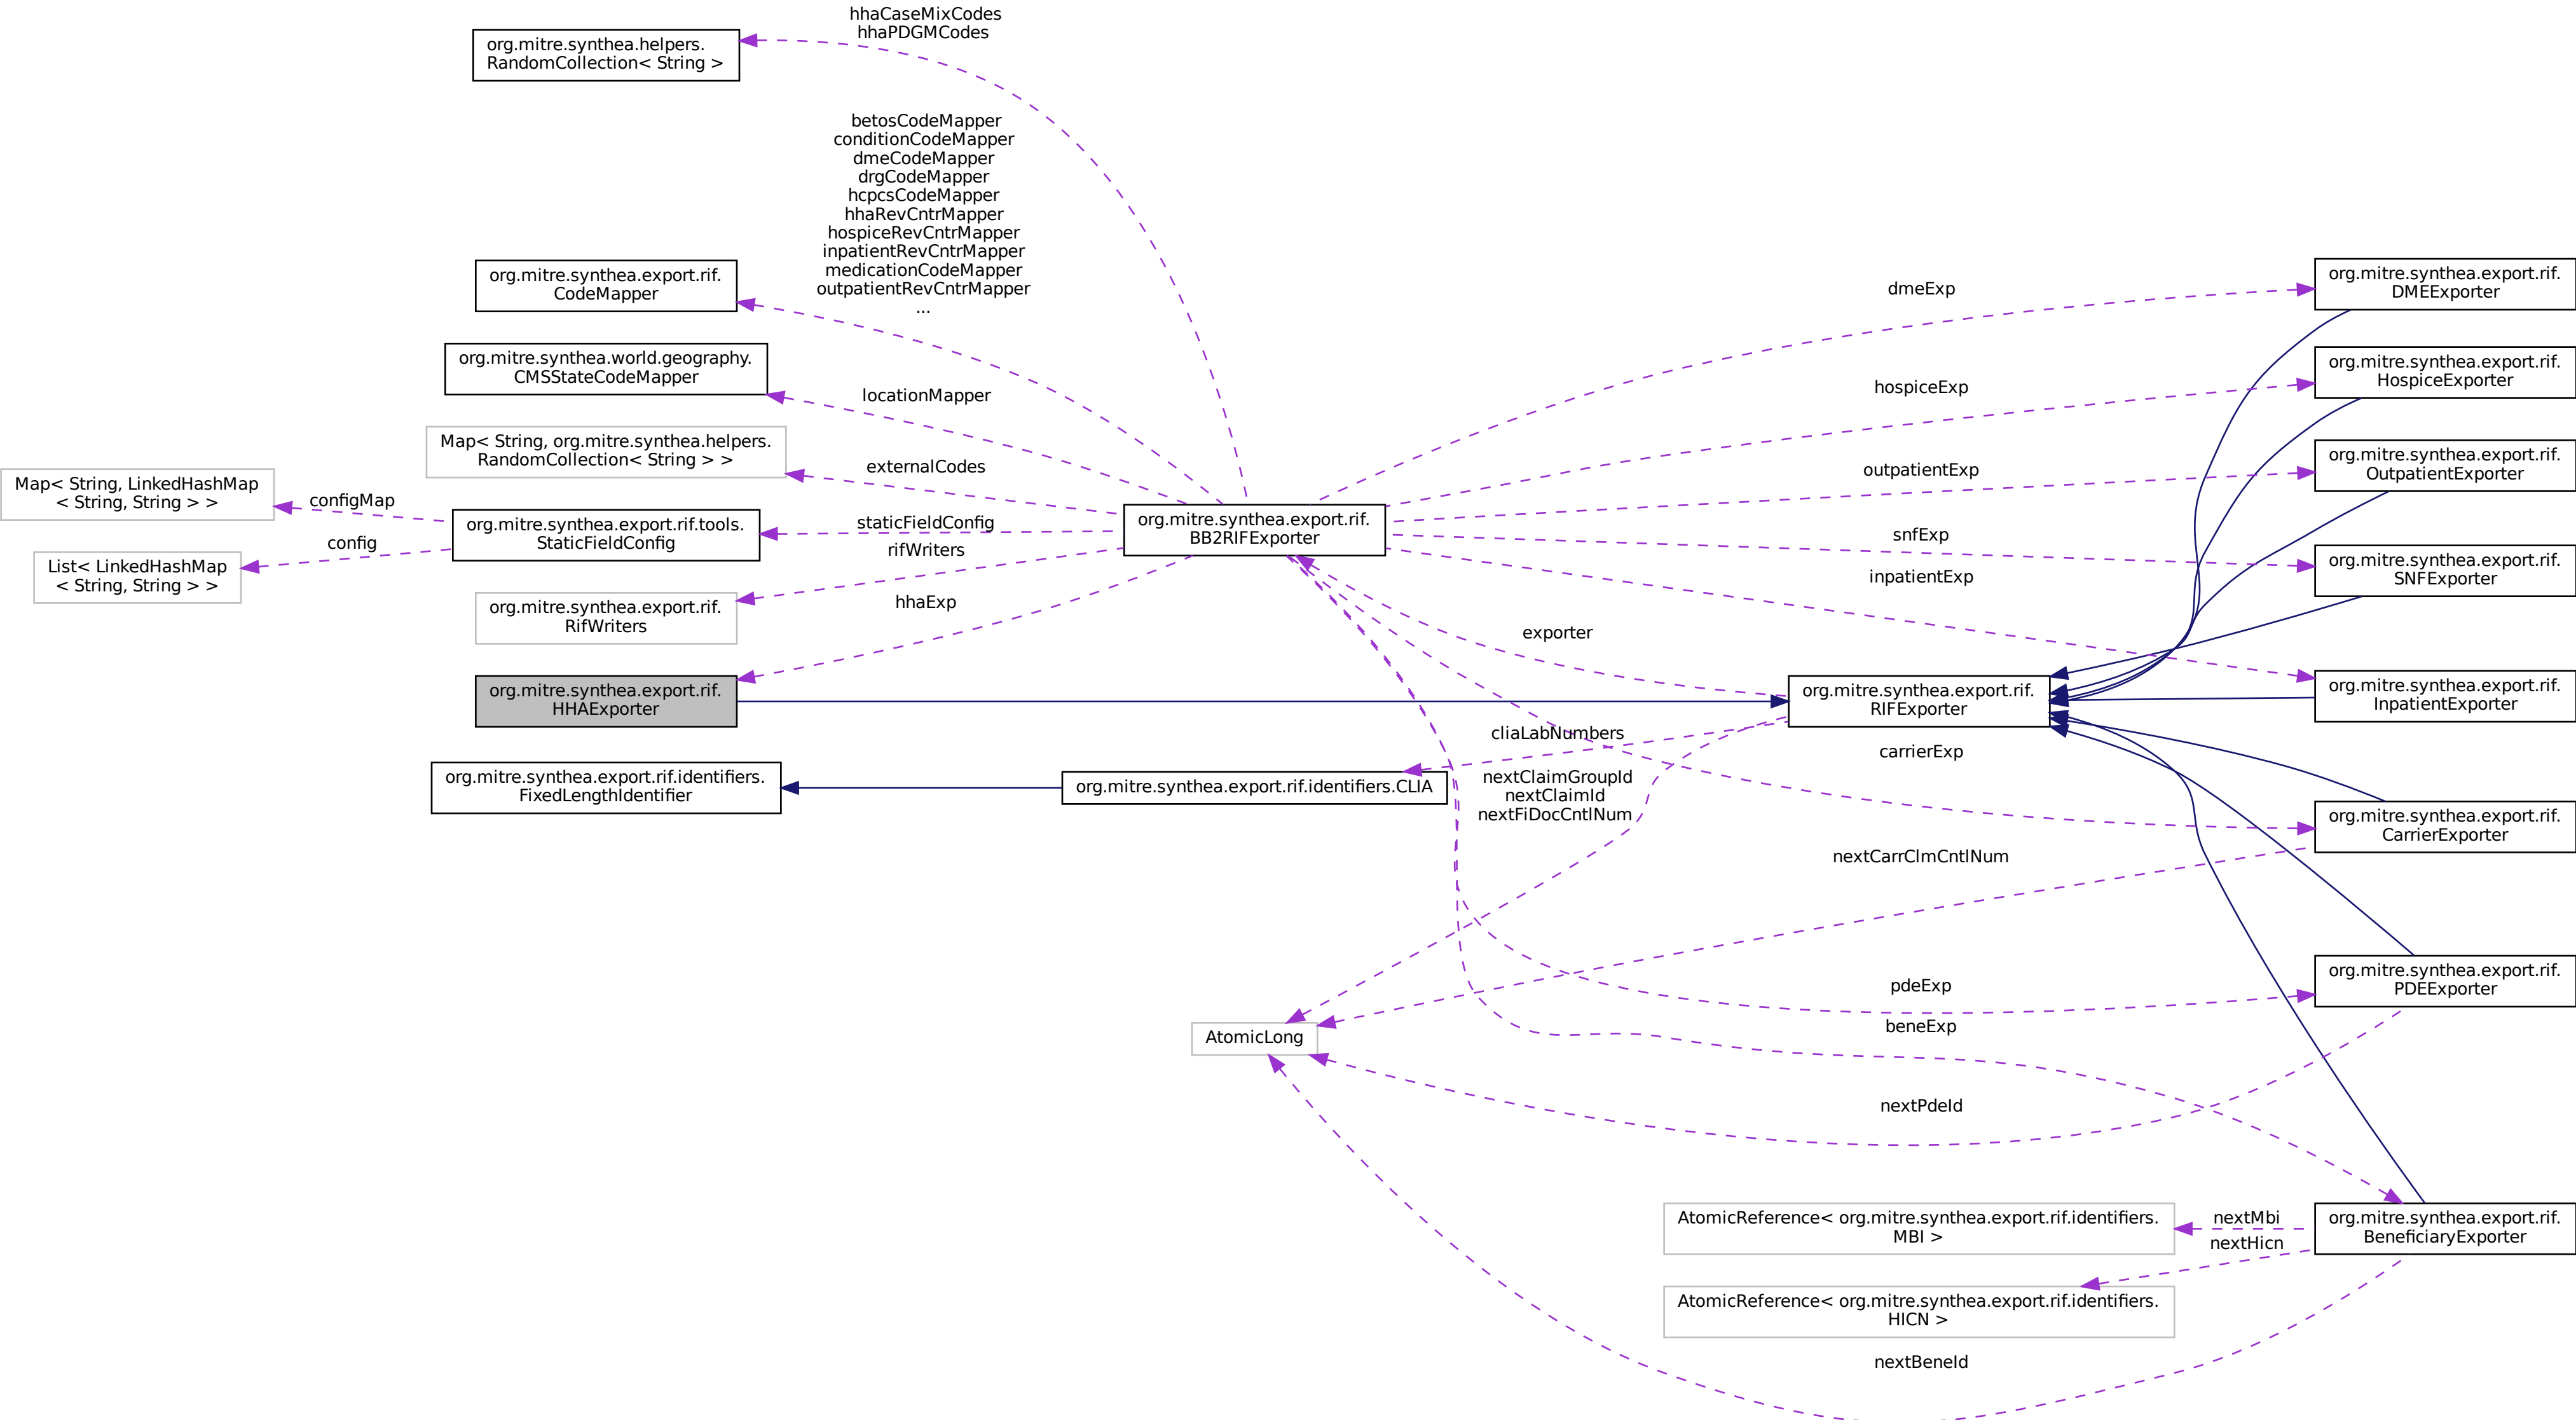 hhaCaseMixCodes
hhaPDGMCodes
org.mitre.synthea.helpers.
RandomCollection< String >
betosCodeMapper
conditionCodeMapper
dmeCodeMapper
drgCodeMapper
hcpcsCodeMapper
hhaRevCntrMapper
hospiceRevCntrMapper
inpatientRevCntrMapper
medicationCodeMapper
outpatientRevCntrMapper
...
org.mitre.synthea.export.rif.
CodeMapper
org.mitre.synthea.world.geography.
CMSStateCodeMapper
locationMapper
Map< String, org.mitre.synthea.helpers.
RandomCollection< String > >
externalCodes
Map< String, LinkedHashMap
< String, String > >
configMap
org.mitre.synthea.export.rif.tools.
StaticFieldConfig
staticFieldConfig
config
List< LinkedHashMap
< String, String > >
rifWriters
org.mitre.synthea.export.rif.
RifWriters
hhaExp
org.mitre.synthea.export.rif.
HHAExporter
org.mitre.synthea.export.rif.identifiers.
FixedLengthIdentifier
org.mitre.synthea.export.rif.identifiers.CLIA
org.mitre.synthea.export.rif.
BB2RIFExporter
exporter
cliaLabNumbers
nextClaimGroupId
nextClaimId
nextFiDocCntlNum
AtomicLong
dmeExp
hospiceExp
outpatientExp
snfExp
inpatientExp
org.mitre.synthea.export.rif.
RIFExporter
carrierExp
nextCarrClmCntlNum
pdeExp
beneExp
nextPdeId
org.mitre.synthea.export.rif.
DMEExporter
org.mitre.synthea.export.rif.
HospiceExporter
org.mitre.synthea.export.rif.
OutpatientExporter
org.mitre.synthea.export.rif.
SNFExporter
org.mitre.synthea.export.rif.
InpatientExporter
org.mitre.synthea.export.rif.
CarrierExporter
org.mitre.synthea.export.rif.
PDEExporter
org.mitre.synthea.export.rif.
BeneficiaryExporter
nextMbi
nextHicn
AtomicReference< org.mitre.synthea.export.rif.identifiers.
MBI >
AtomicReference< org.mitre.synthea.export.rif.identifiers.
HICN >
nextBeneId